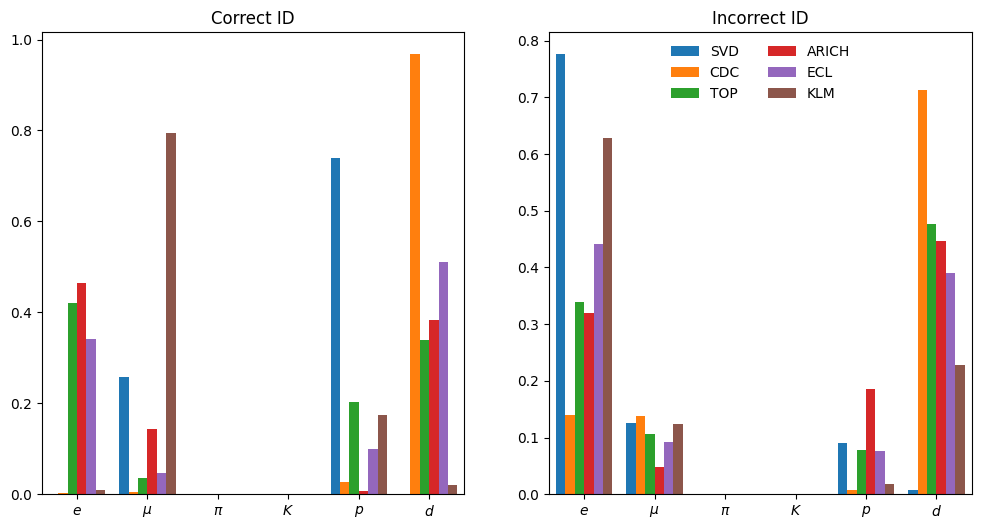 Correct ID
1.0
0.8
0.6
0.4
0.2
0.0
e μ π K p d
Incorrect ID
SVD ARICH
CDC ECL
TOP KLM
0.8
0.7
0.6
0.5
0.4
0.3
0.2
0.1
0.0
e μ π K p d